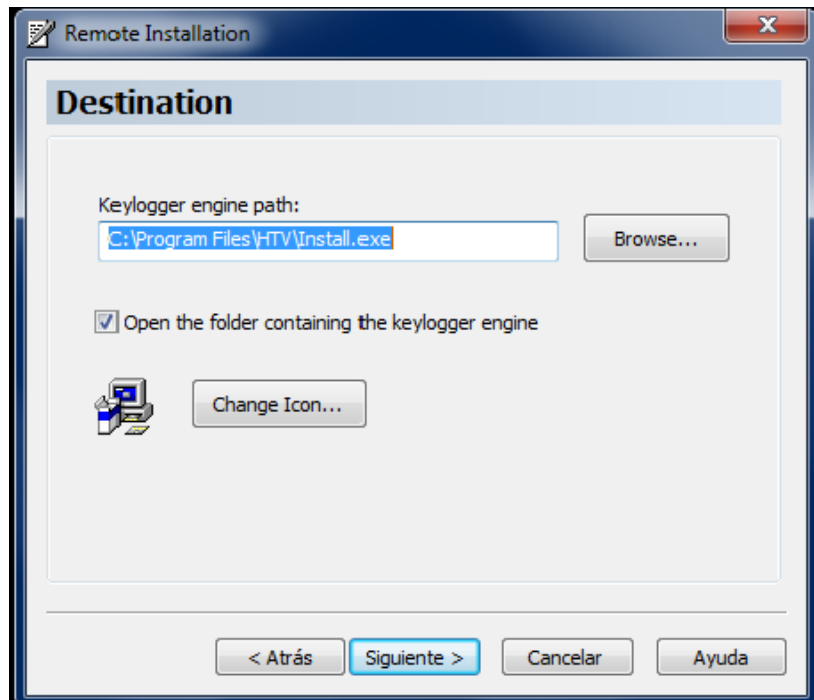 Remote Installation
Destination
Keylogger engine path:
C:\Program Files\HTV\Install.exe
Browse...
Open the folder containing the keylogger engine
Change Icon...
< Atrás
Siguiente >
Cancelar
Ayuda